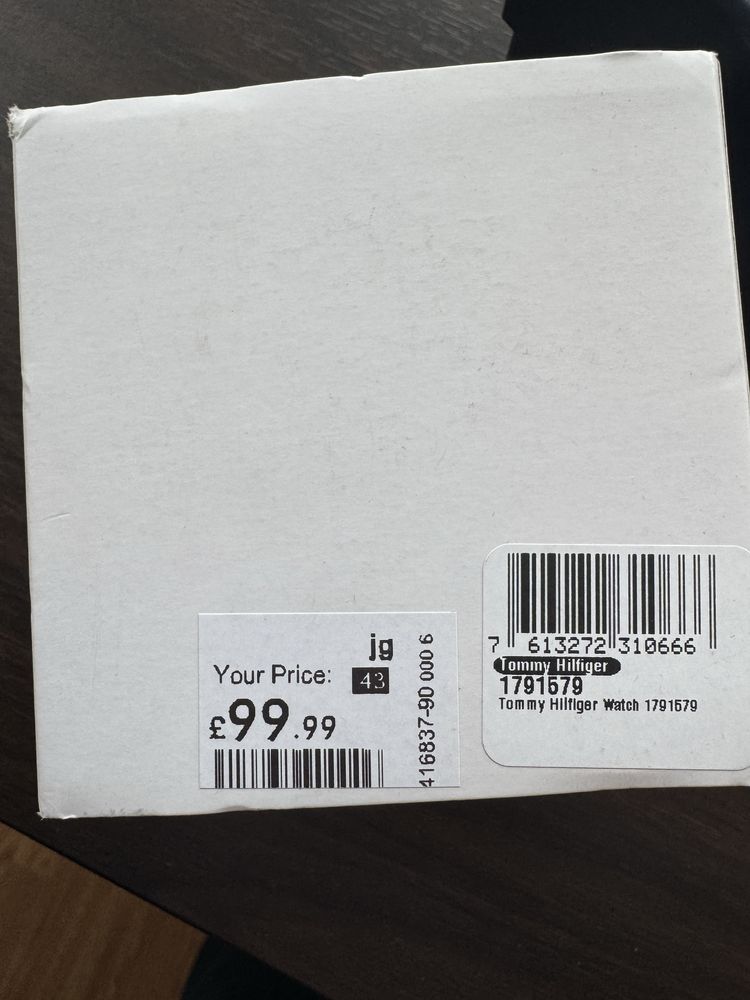 jg
Your Price:
43
£99.99
416837-90 000 6
7 613272 310666
Tommy Hilfiger
1791579
Tommy Hilfiger Watch 1791579